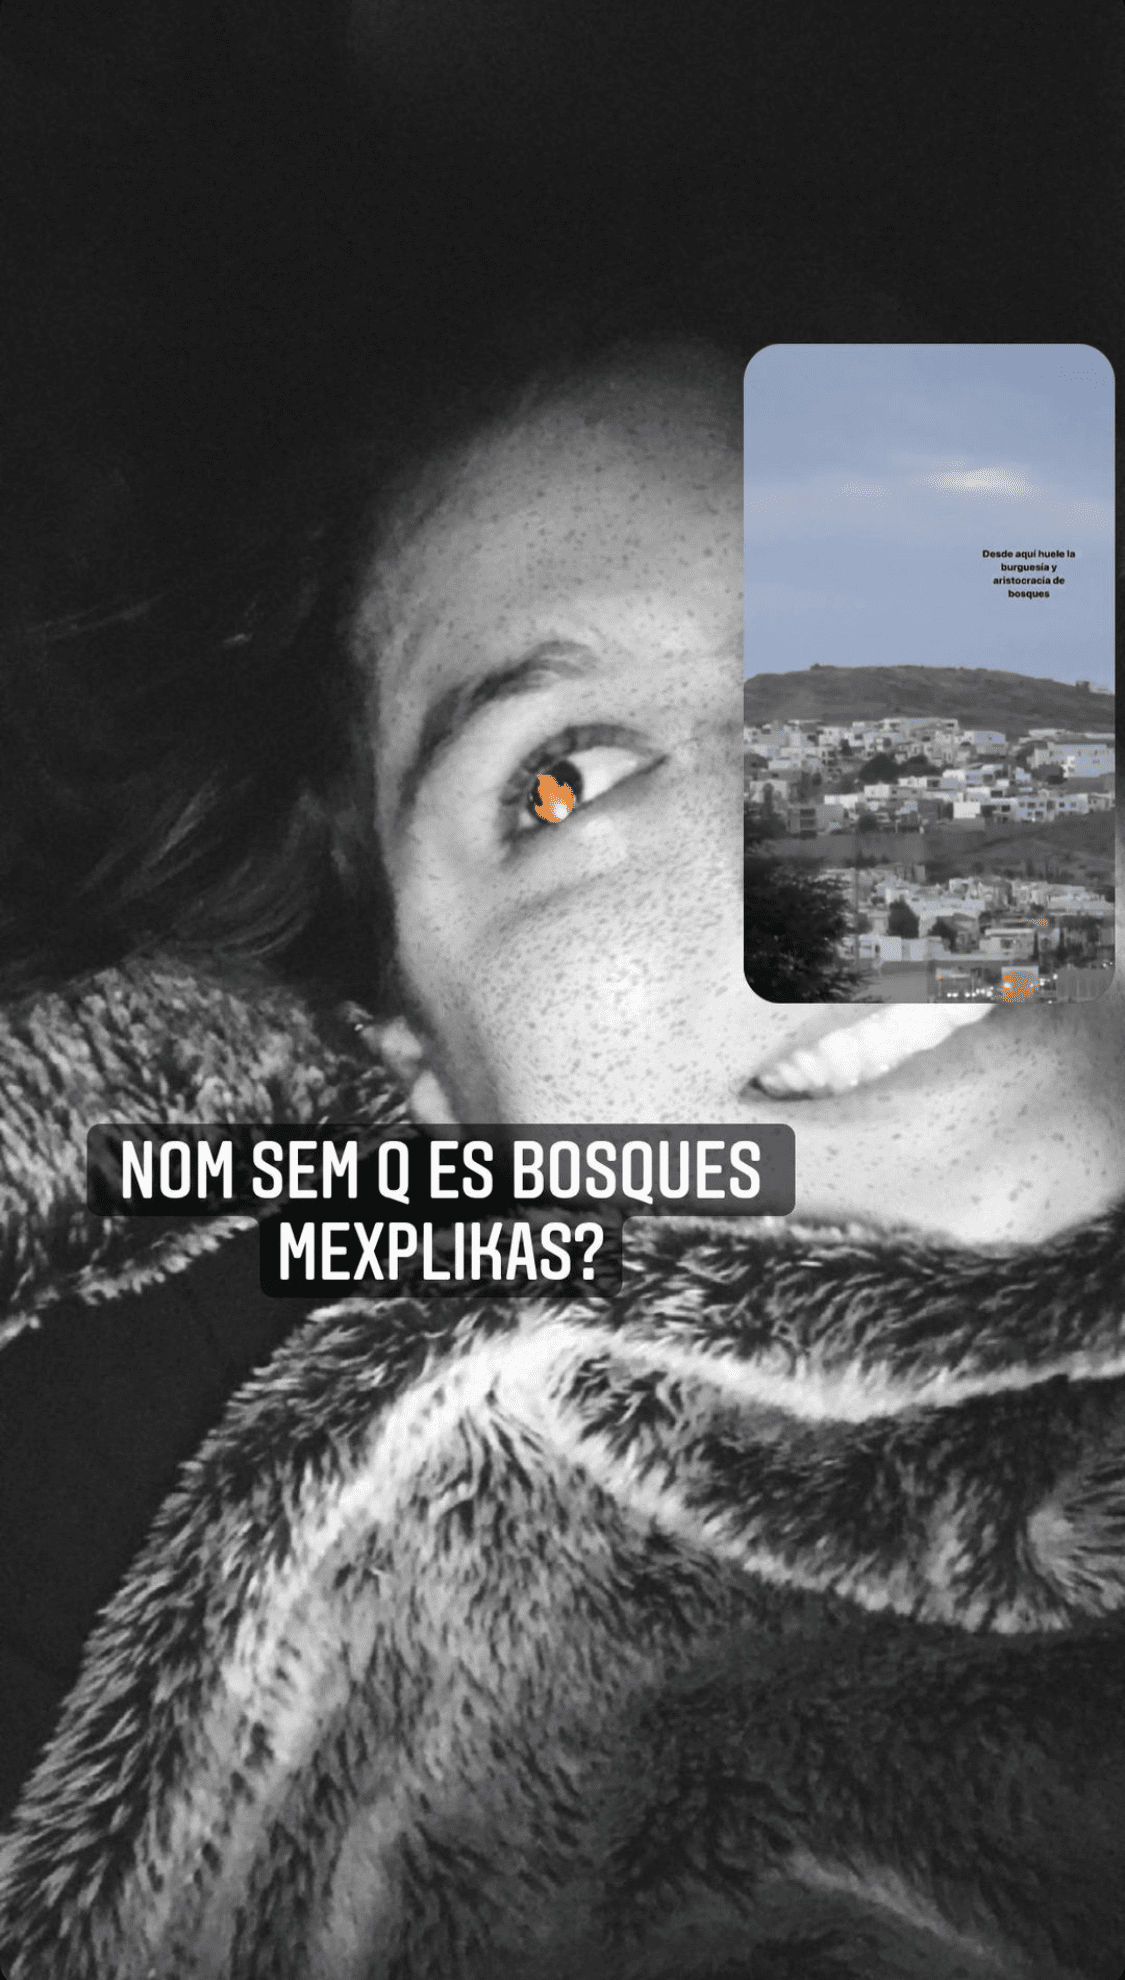 Desde aquí huele la
burguesía y
aristocracia de
bosques
NOM SEM Q ES BOSQUES
MEXPLIKAS?